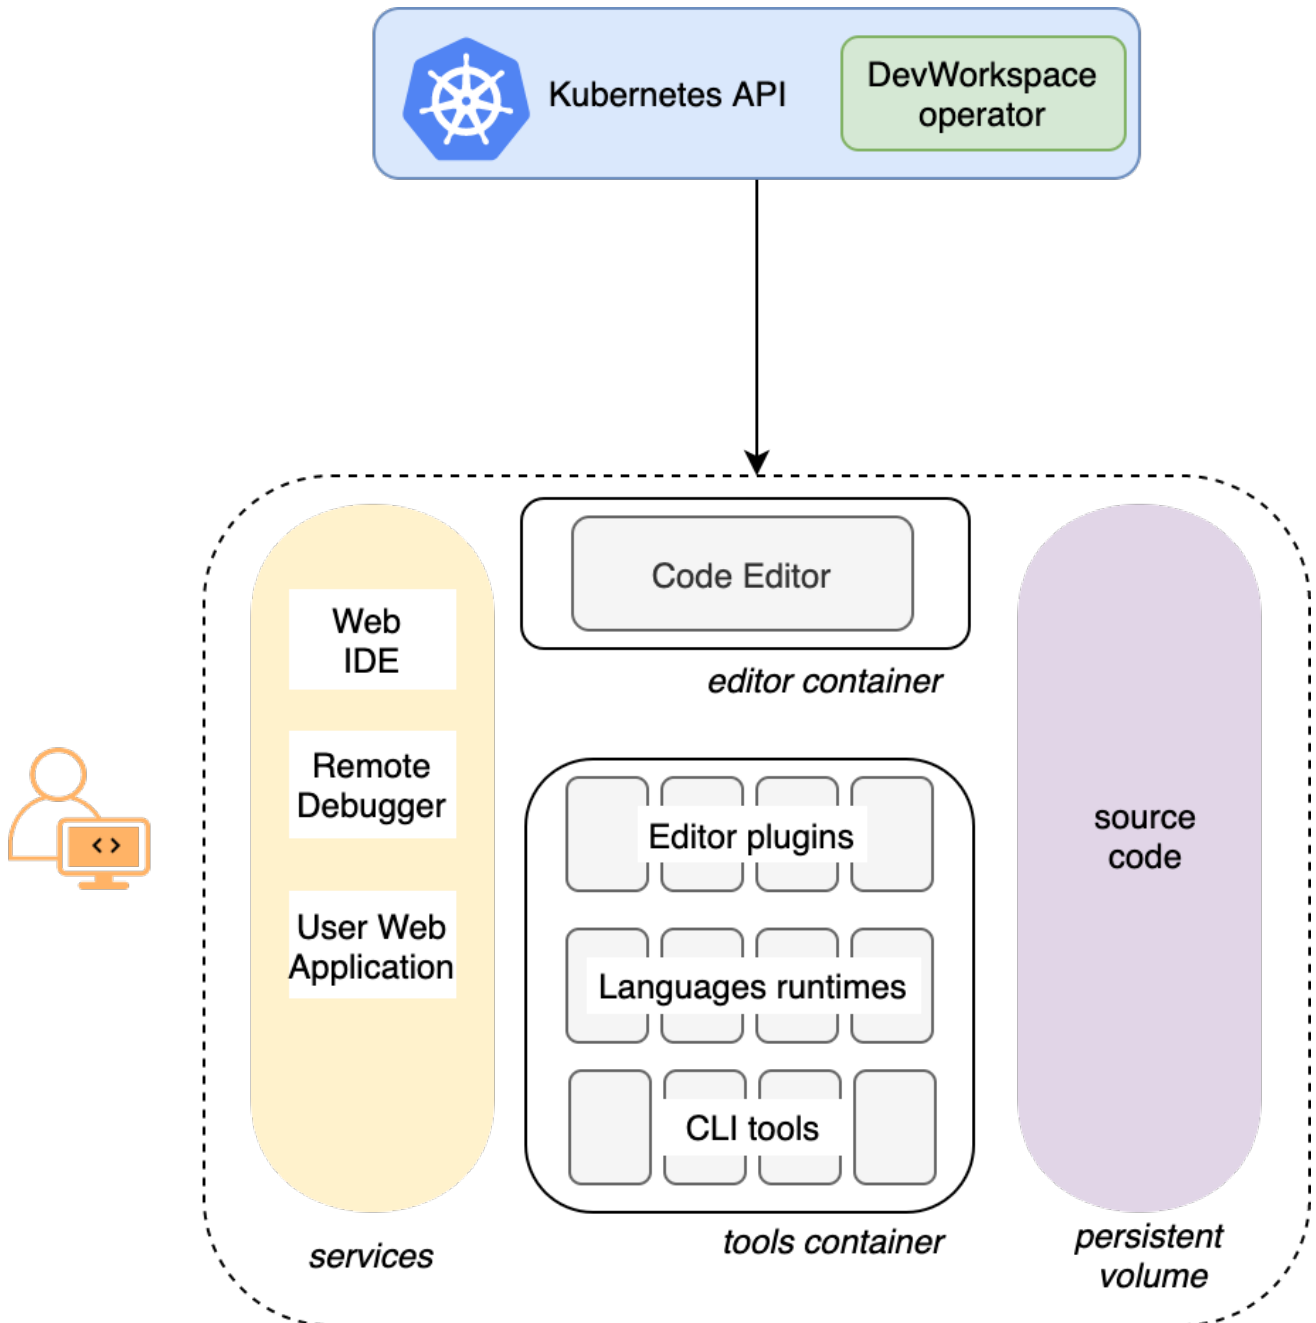 Kubernetes API
DevWorkspace
operator
Code Editor
editor container
Web
IDE
Remote
Debugger
User Web
Application
services
Editor plugins
Languages runtimes
CLI tools
tools container
source
code
persistent
volume
< >